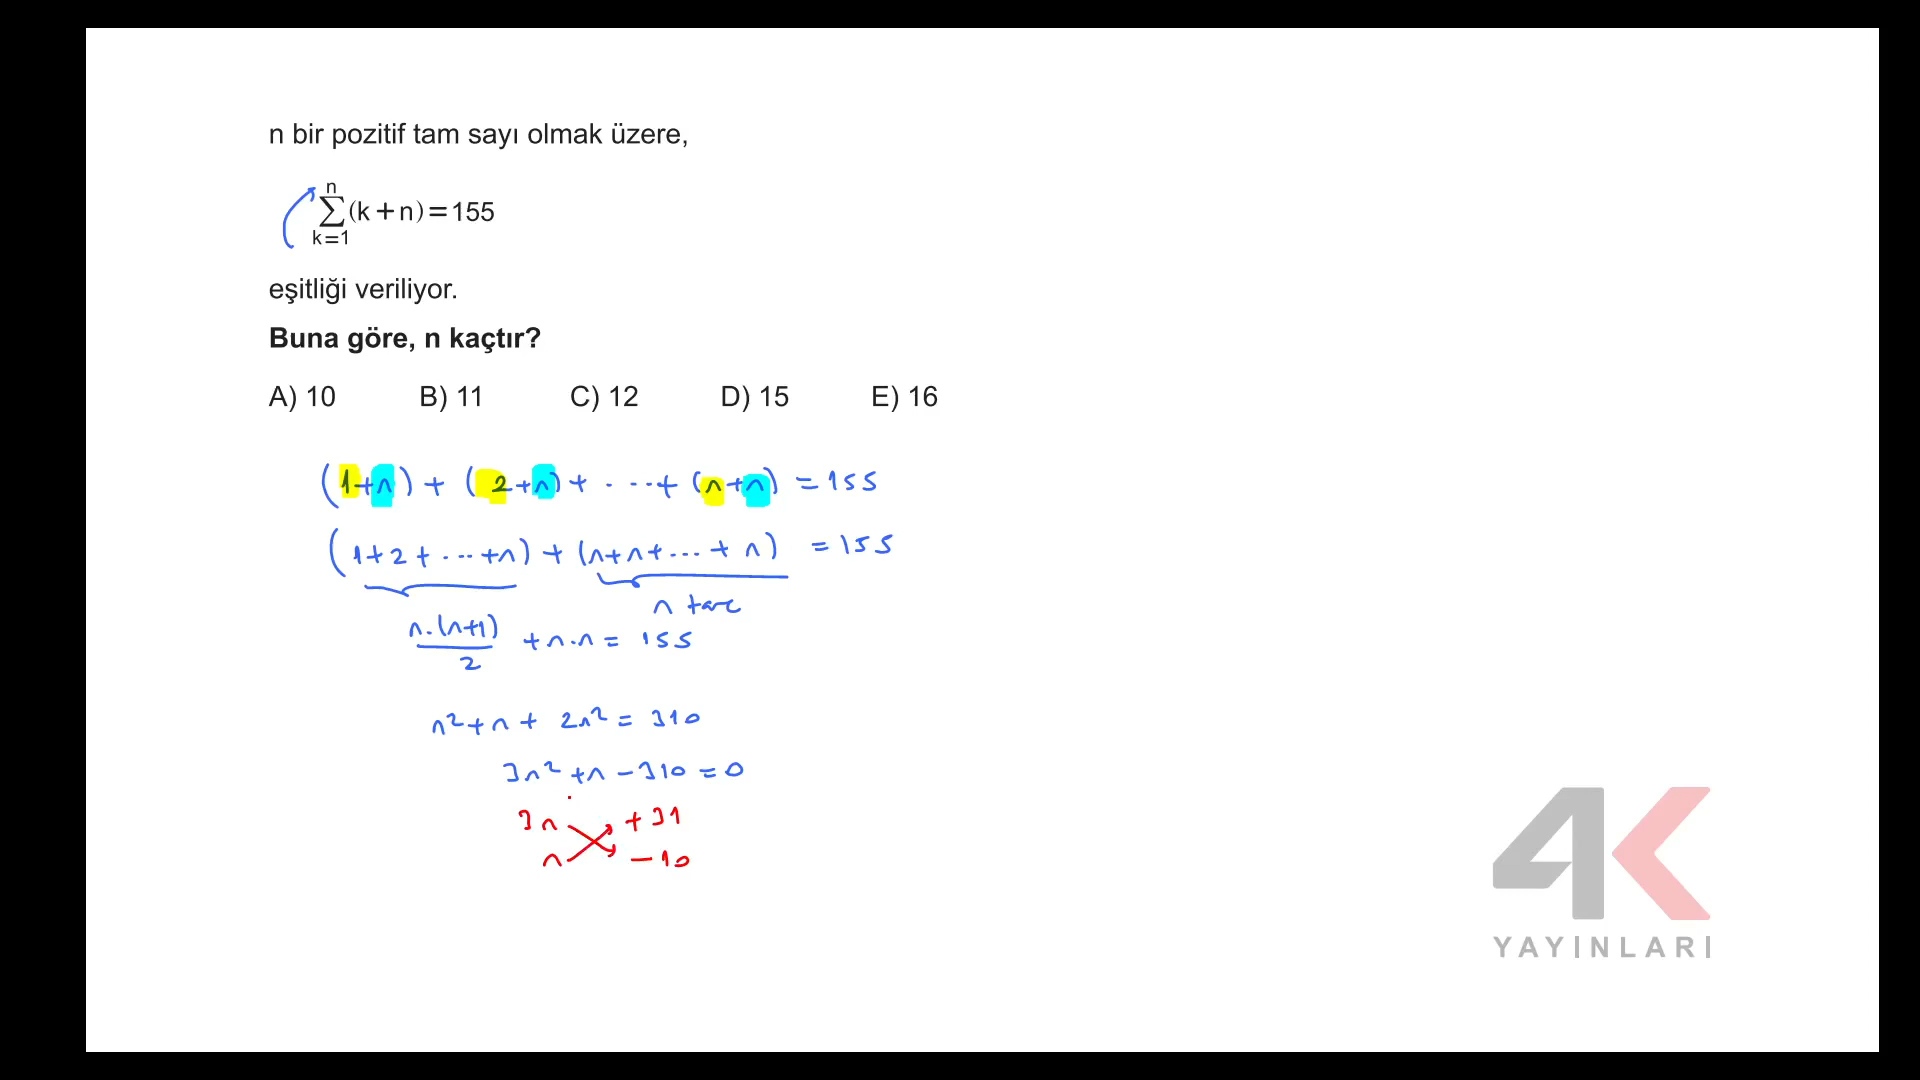 n bir pozitif tam sayı olmak üzere,
n
∑(k+n)=155
k=1
eşitliği veriliyor.
Buna göre, n kaçtır?
A) 10 B) 11 C) 12 D) 15 E) 16
(1+n) + (2+n) + ...+ (n+n) = 155
(1+2+...+n) + (n+n+...+n) = 155
n tane
n.(n+1)/2 + n.n = 155
n²+n+ 2n² = 310
3n²+n-310=0
3n +31
n -10
4K
YAYINLARI